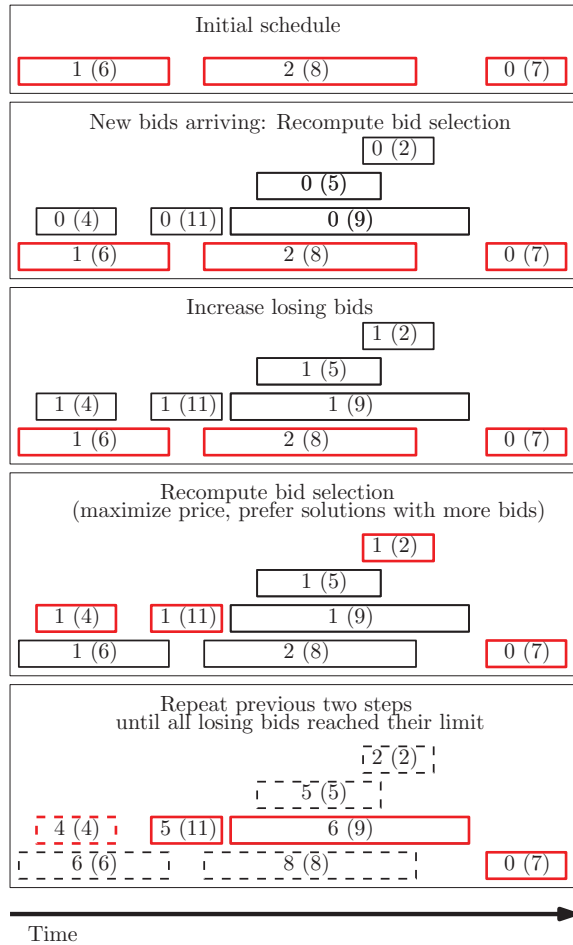 Initial schedule
1 (6) 2 (8) 0 (7)
New bids arriving: Recompute bid selection
0 (2)
0 (5)
0 (4) 0 (11) 0 (9)
1 (6) 2 (8) 0 (7)
Increase losing bids
1 (2)
1 (5)
1 (4) 1 (11) 1 (9)
1 (6) 2 (8) 0 (7)
Recompute bid selection
(maximize price, prefer solutions with more bids)
1 (2)
1 (5)
1 (4) 1 (11) 1 (9)
1 (6) 2 (8) 0 (7)
Repeat previous two steps
until all losing bids reached their limit
2 (2)
5 (5)
4 (4) 5 (11) 6 (9)
6 (6) 8 (8) 0 (7)
Time